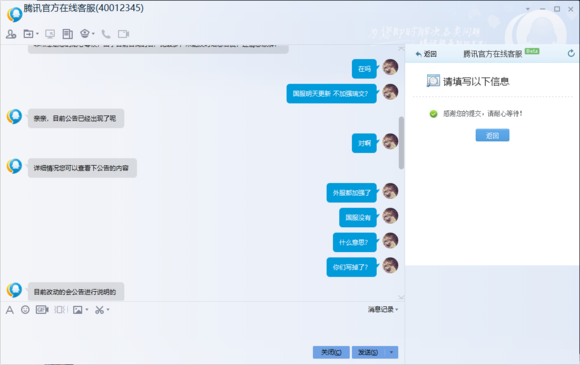 腾讯官方在线客服(40012345)
在吗
国服明天更新 不加强瑞文?
亲亲、目前公告已经出现了呢
对啊
详细情况您可以查看下公告的内容
外服都加强了
国服没有
什么意思?
你们写掉了?
目前改动的会公告进行说明的
消息记录
关闭(C)
发送(S)
返回
腾讯官方在线客服
Beta
请填写以下信息
感谢您的提交，请耐心等待!
返回